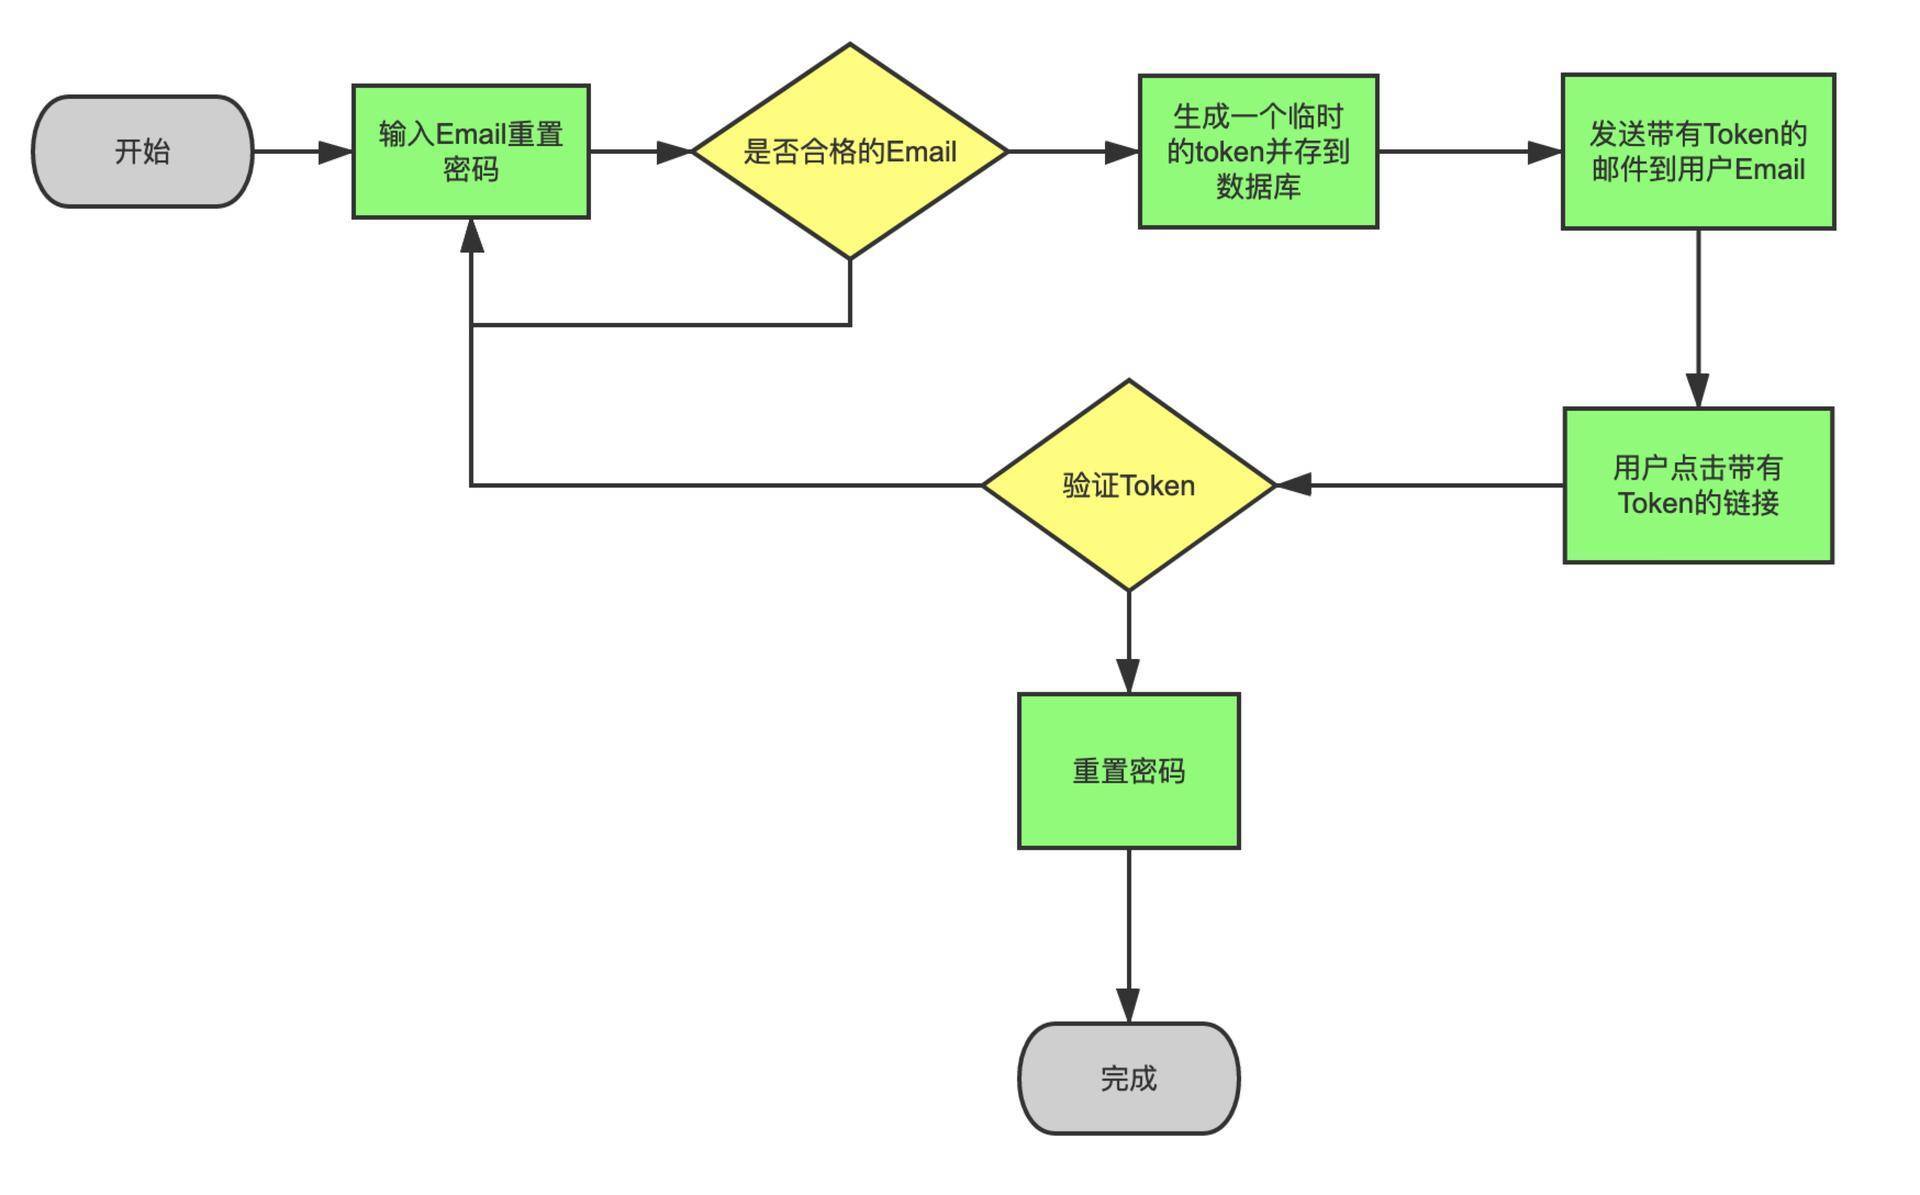 开始
输入Email重置
密码
是否合格的Email
生成一个临时
的token并存到
数据库
发送带有Token的
邮件到用户Email
用户点击带有
Token的链接
验证Token
重置密码
完成